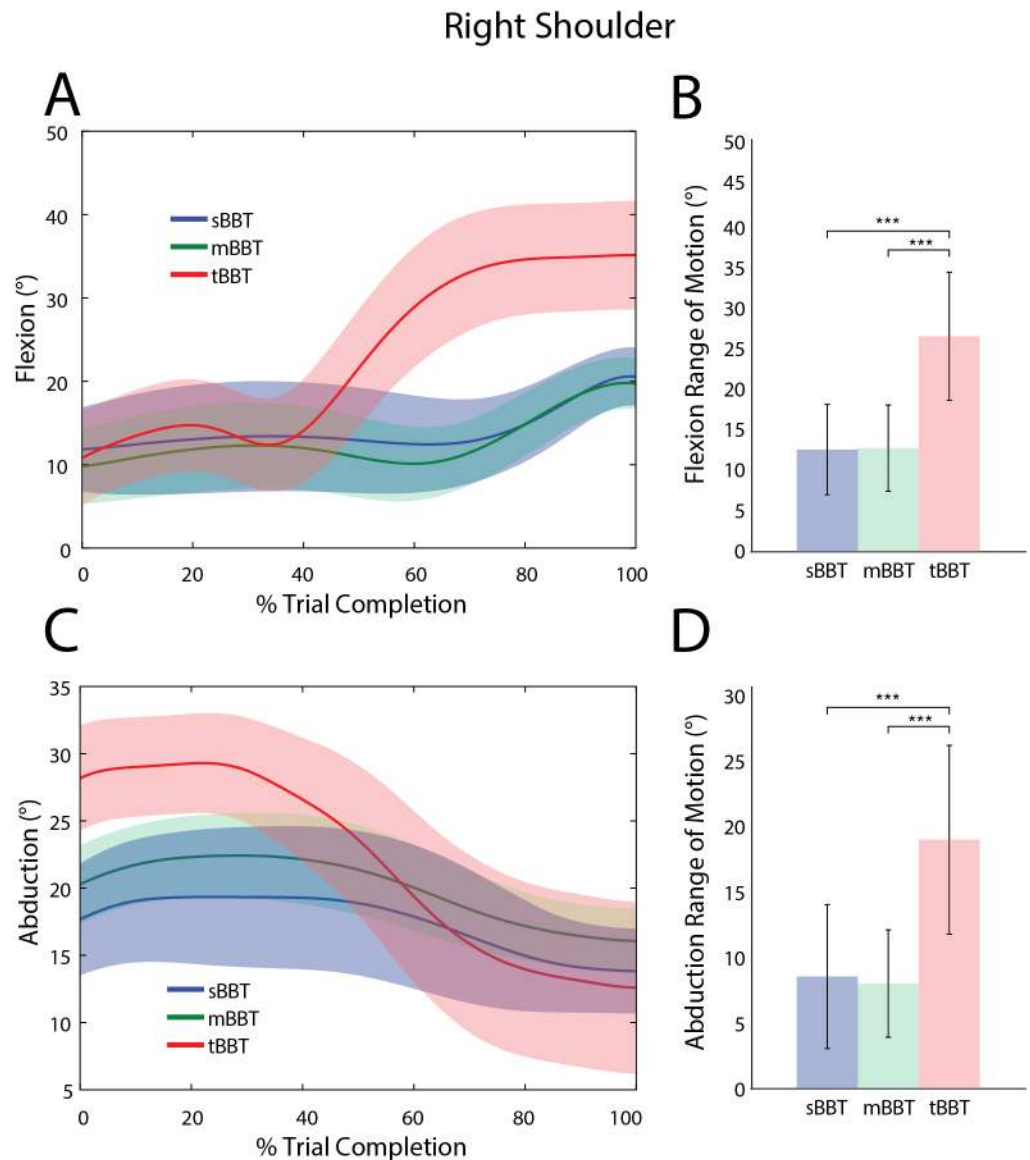 Right Shoulder
A
B
50
40
30
20
10
0
Flexion (°)
sBBT
mBBT
tBBT
0 20 40 60 80 100
% Trial Completion
50
45
40
35
30
25
20
15
10
5
0
Flexion Range of Motion (°)
***
***
sBBT mBBT tBBT
C
D
35
30
25
20
15
10
5
Abduction (°)
sBBT
mBBT
tBBT
0 20 40 60 80 100
% Trial Completion
30
25
20
15
10
5
0
Abduction Range of Motion (°)
***
***
sBBT mBBT tBBT